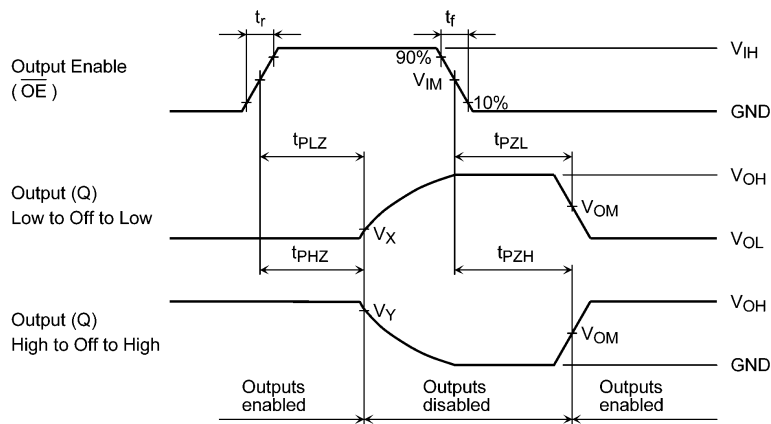 tr
tf
Output Enable
( OE )
90%
VIM
10%
VIH
GND
tPLZ
tPZL
Output (Q)
Low to Off to Low
VX
VOM
VOH
VOL
tPHZ
tPZH
Output (Q)
High to Off to High
VY
VOM
VOH
GND
Outputs
enabled
Outputs
disabled
Outputs
enabled